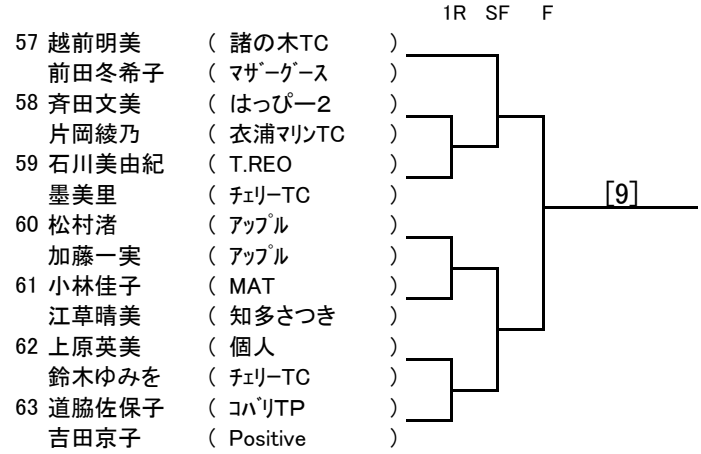 1R SF F
57 越前明美 ( 諸の木TC )
前田冬希子 ( ﾏｻﾞｰｸﾞｰｽ )
58 斉田文美 ( はっぴー2 )
片岡綾乃 ( 衣浦ﾏﾘﾝTC )
59 石川美由紀 ( T.REO )
墨美里 ( ﾁｪﾘｰTC )
[9]
60 松村渚 ( ｱｯﾌﾟﾙ )
加藤一実 ( ｱｯﾌﾟﾙ )
61 小林佳子 ( MAT )
江草晴美 ( 知多さつき )
62 上原英美 ( 個人 )
鈴木ゆみを ( ﾁｪﾘｰTC )
63 道脇佐保子 ( ｺﾊﾞﾘTP )
吉田京子 ( Positive )